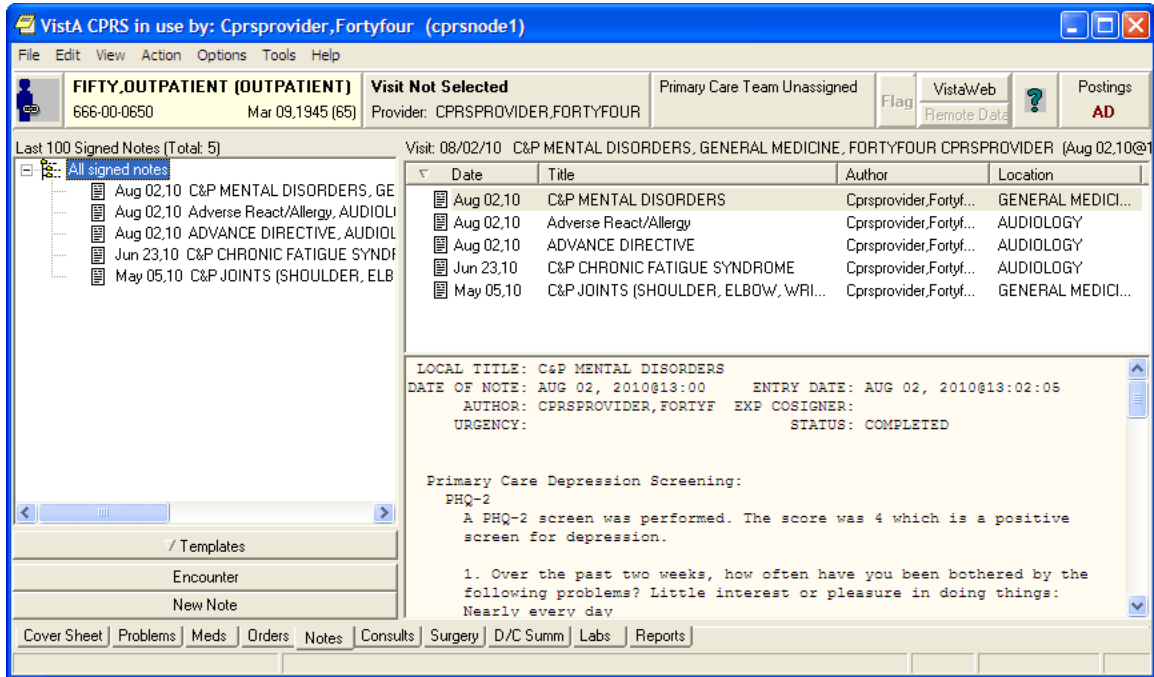 VistA CPRS in use by: Cprsprovider,Fortyfour (cprsnode1)
File Edit View Action Options Tools Help
FIFTY,OUTPATIENT (OUTPATIENT) Visit Not Selected Primary Care Team Unassigned Flag VistaWeb Postings
666-00-0650 Mar 09,1945 (65) Provider: CPRSPROVIDER,FORTYFOUR Remote Data ? AD
Last 100 Signed Notes (Total: 5) Visit: 08/02/10 C&P MENTAL DISORDERS, GENERAL MEDICINE, FORTYFOUR CPRSPROVIDER (Aug 02,10@1
All signed notes
Aug 02,10 C&P MENTAL DISORDERS, GE
Aug 02,10 Adverse React/Allergy, AUDIOL
Aug 02,10 ADVANCE DIRECTIVE, AUDIOL
Jun 23,10 C&P CHRONIC FATIGUE SYNDR
May 05,10 C&P JOINTS (SHOULDER, ELB
Date Title Author Location
Aug 02,10 C&P MENTAL DISORDERS Cprsprovider,Fortyf... GENERAL MEDICI...
Aug 02,10 Adverse React/Allergy Cprsprovider,Fortyf... AUDIOLOGY
Aug 02,10 ADVANCE DIRECTIVE Cprsprovider,Fortyf... AUDIOLOGY
Jun 23,10 C&P CHRONIC FATIGUE SYNDROME Cprsprovider,Fortyf... AUDIOLOGY
May 05,10 C&P JOINTS (SHOULDER, ELBOW, WRI... Cprsprovider,Fortyf... GENERAL MEDICI...
LOCAL TITLE: C&P MENTAL DISORDERS
DATE OF NOTE: AUG 02, 2010@13:00 ENTRY DATE: AUG 02, 2010@13:02:05
AUTHOR: CPRSPROVIDER,FORTYF EXP COSIGNER:
URGENCY: STATUS: COMPLETED
Primary Care Depression Screening:
PHQ-2
A PHQ-2 screen was performed. The score was 4 which is a positive
screen for depression.
1. Over the past two weeks, how often have you been bothered by the
following problems? Little interest or pleasure in doing things:
Nearly every day
Templates
Encounter
New Note
Cover Sheet Problems Meds Orders Notes Consults Surgery D/C Summ Labs Reports